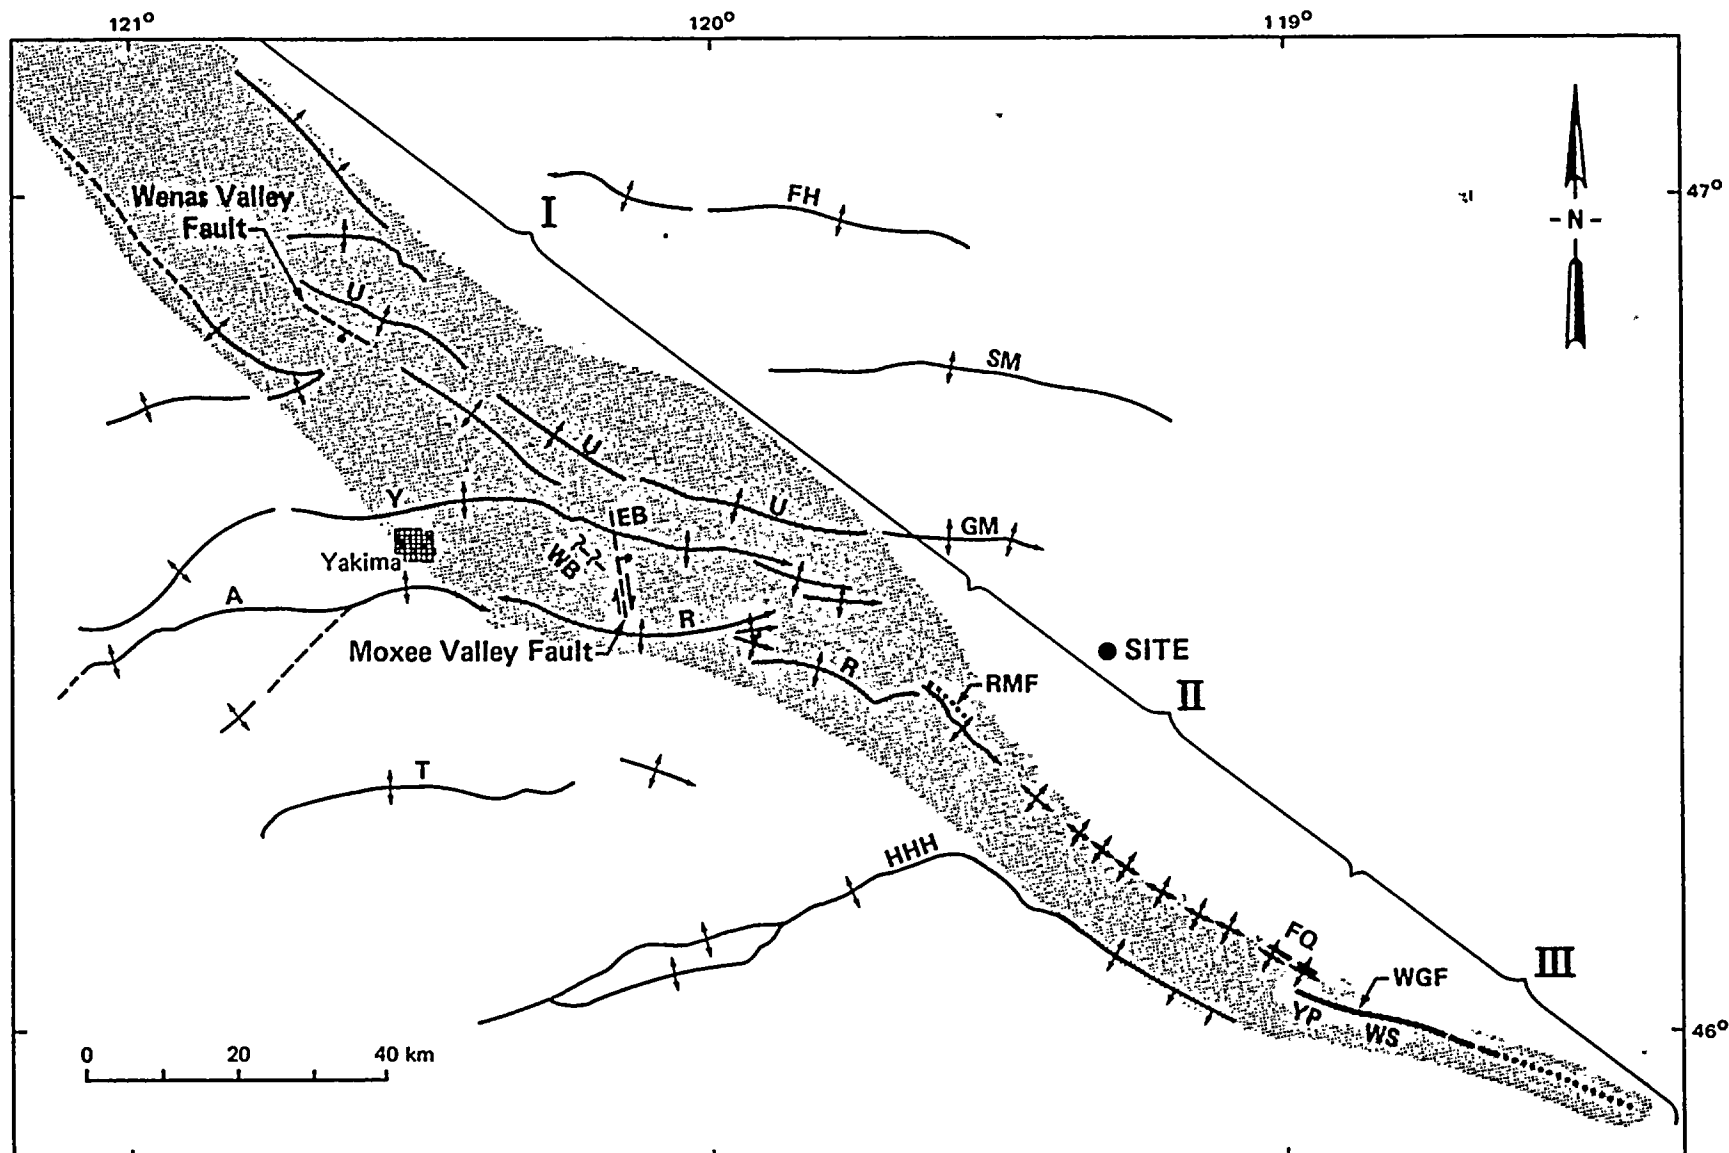 121° 120° 119°
47°
Wenas Valley
Fault
I
FH
-N-
U
SM
U
Y
U
IEB
GM
?-?-
WB
Yakima
A
R
Moxee Valley Fault
SITE
R
RMF
II
T
HHH
FQ
III
WGF
YP
WS
46°
0 20 40 km